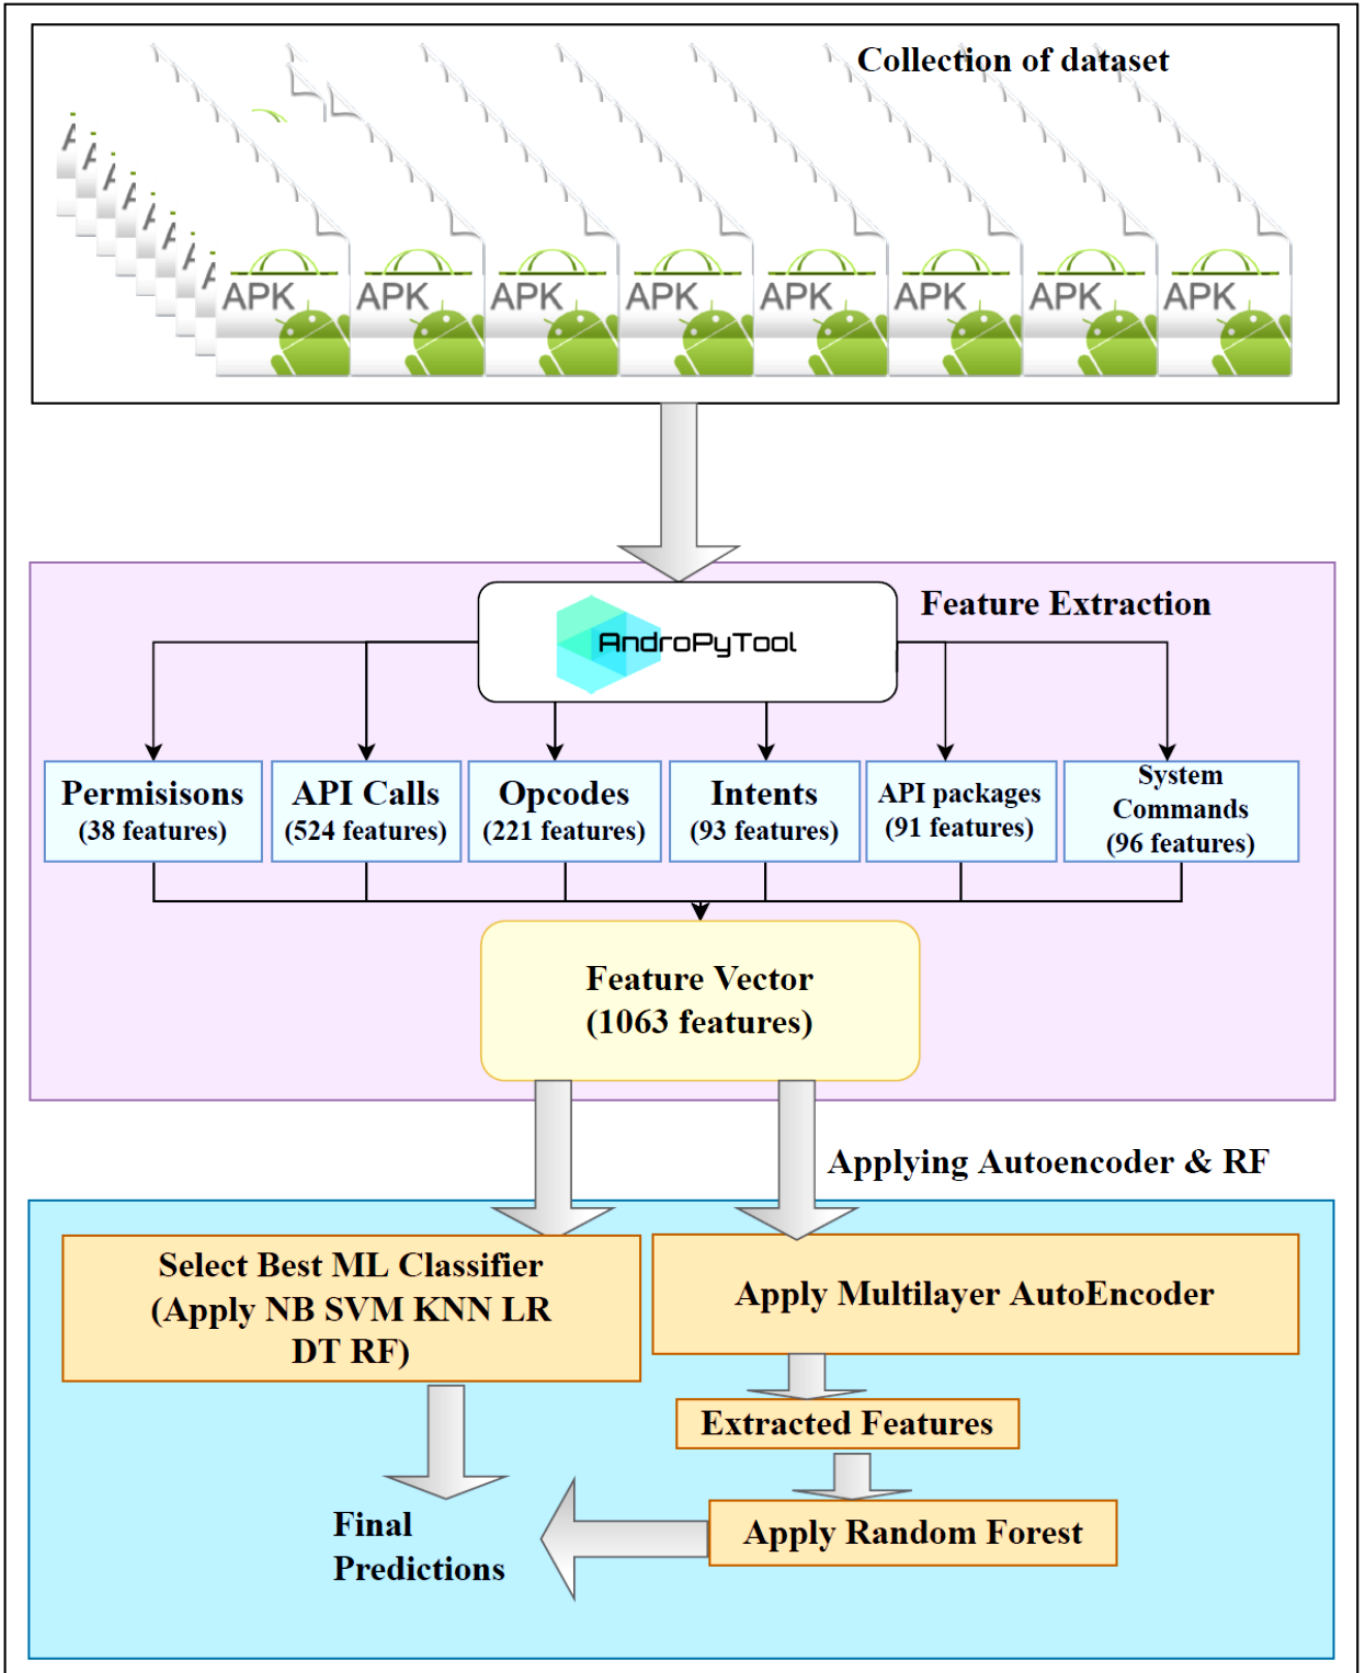 Collection of dataset
A
A
A
A
A
A
A
A
APK
APK
APK
APK
APK
APK
APK
APK
AndroPyTool
Feature Extraction
Permisisons
(38 features)
API Calls
(524 features)
Opcodes
(221 features)
Intents
(93 features)
API packages
(91 features)
System
Commands
(96 features)
Feature Vector
(1063 features)
Applying Autoencoder & RF
Select Best ML Classifier
(Apply NB SVM KNN LR
DT RF)
Apply Multilayer AutoEncoder
Extracted Features
Apply Random Forest
Final
Predictions